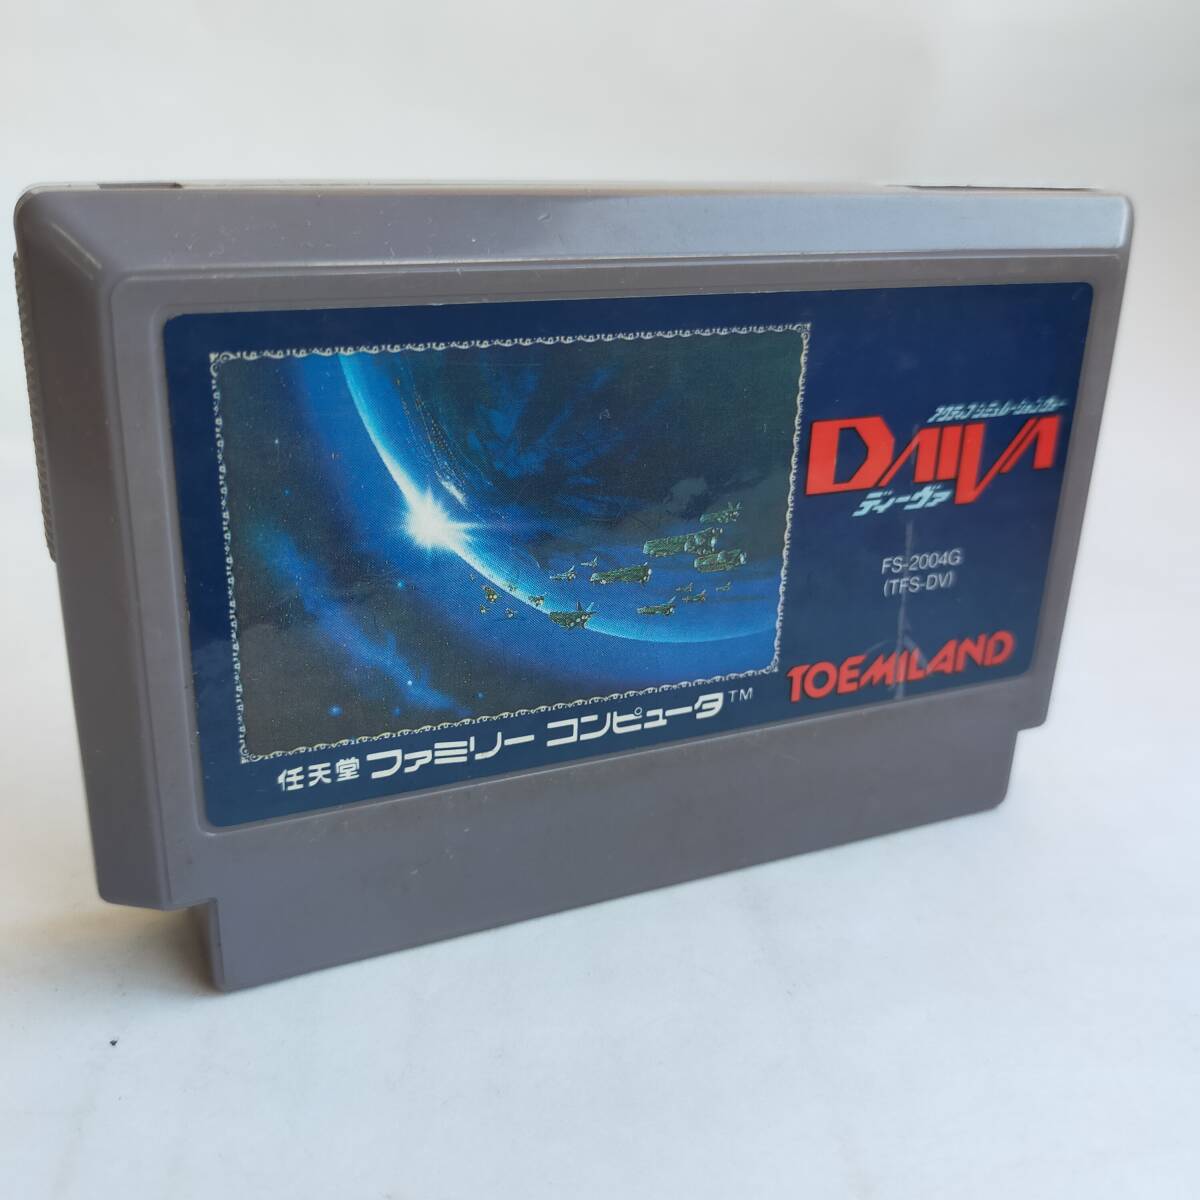 アクティブシミュレーションウォー
DAIVA
ディーヴァ
FS-2004G
(TFS-DV)
TOEMILAND
任天堂 ファミリー コンピュータ™